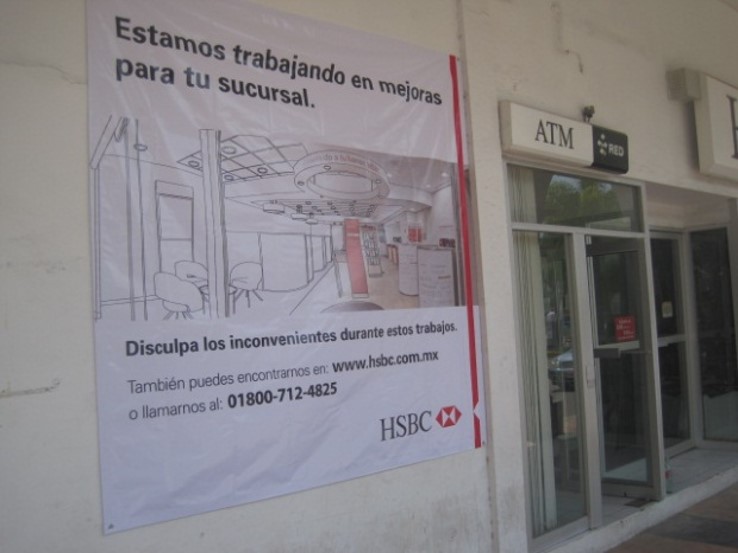 Estamos trabajando en mejoras
para tu sucursal.
Disculpa los inconvenientes durante estos trabajos.
También puedes encontrarnos en: www.hsbc.com.mx
o llamarnos al: 01800-712-4825
HSBC
ATM
RED
H